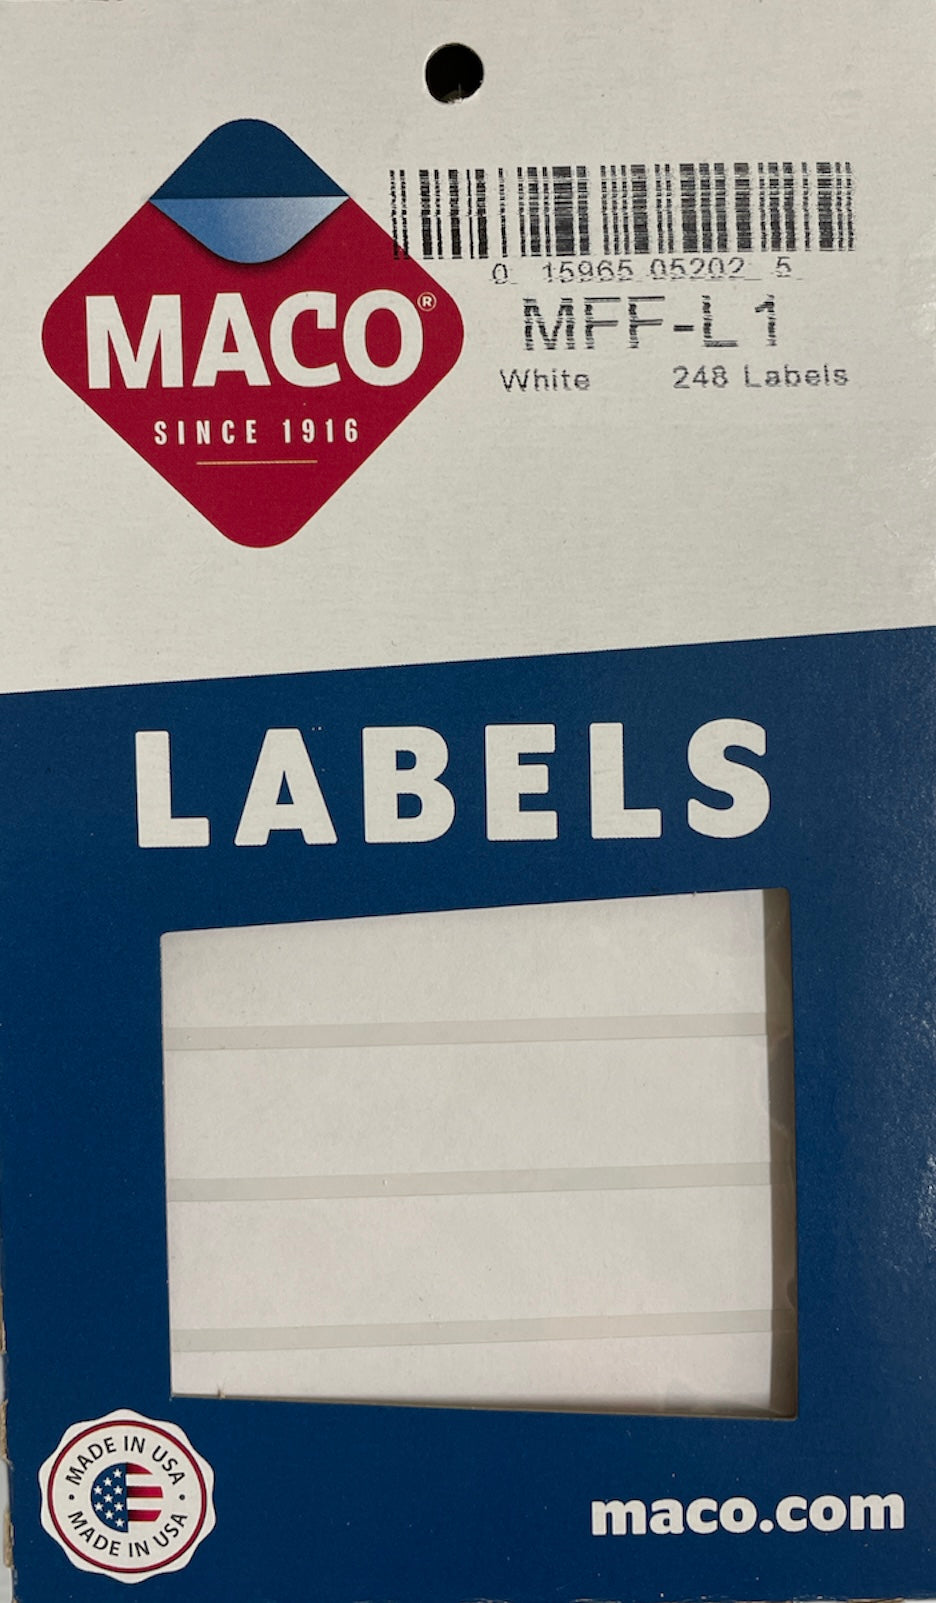 0 15965 05202 5
MFF-L1
White 248 Labels
MACO®
SINCE 1916
LABELS
MADE IN USA
MADE IN USA
maco.com